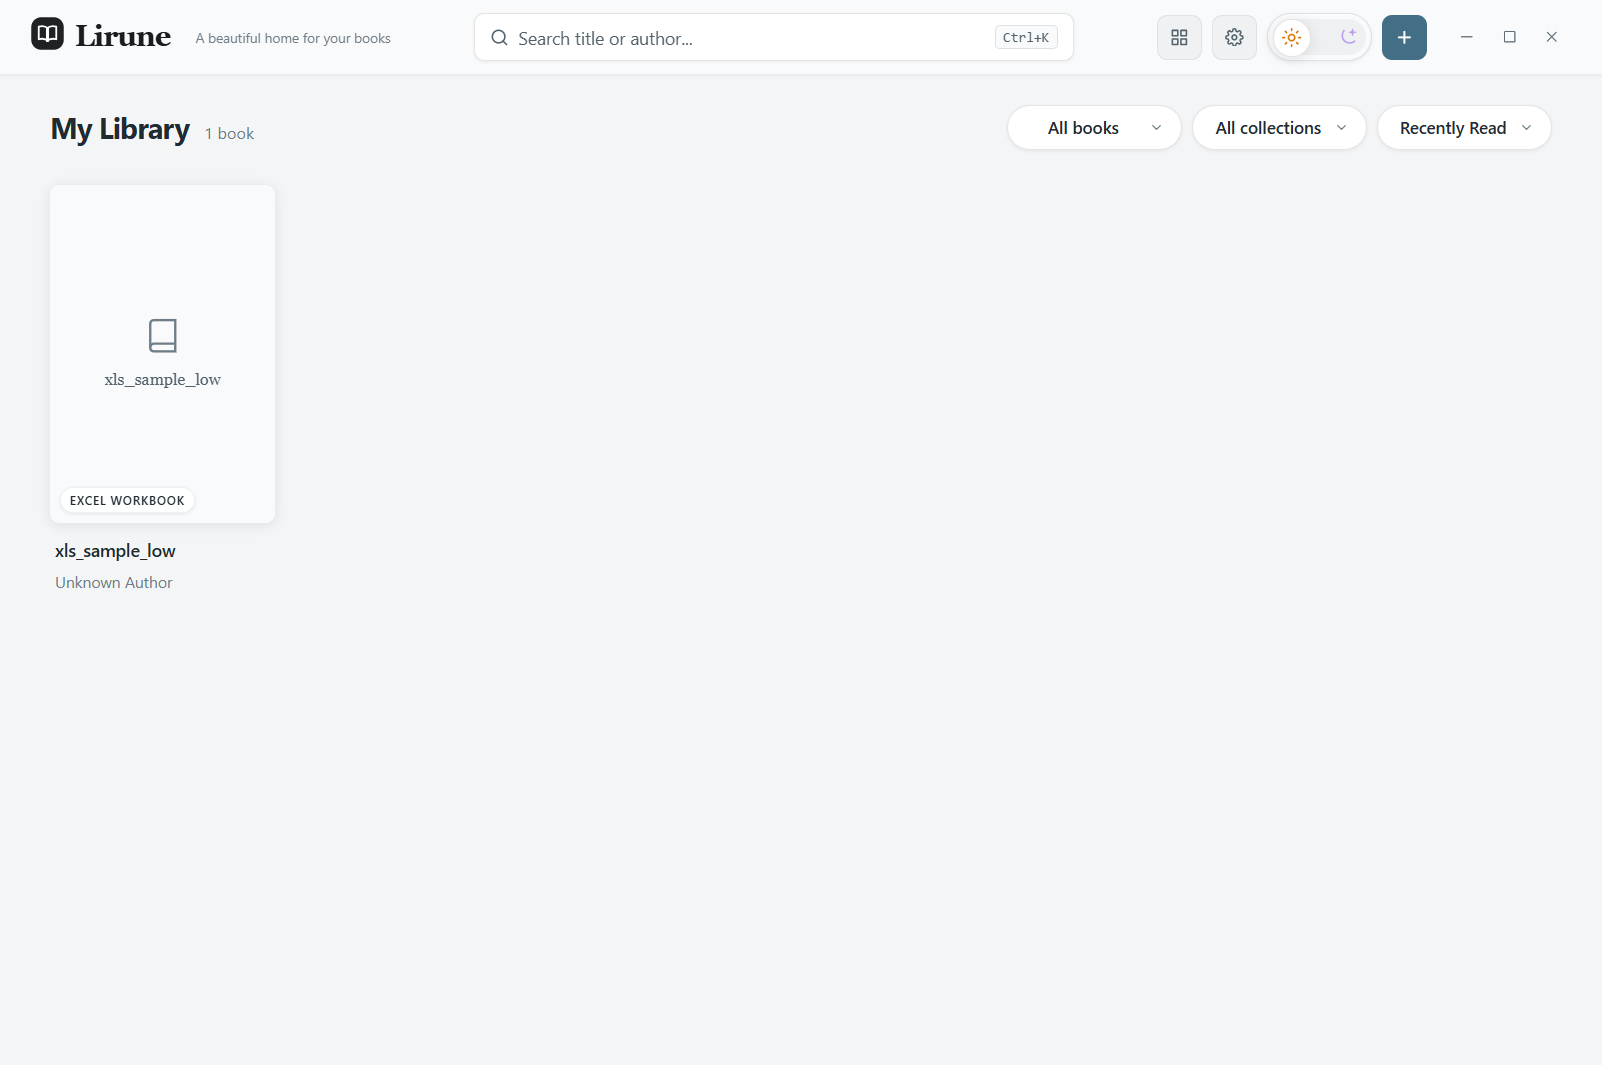 Lirune
A beautiful home for your books
Search title or author...
Ctrl+K
My Library
1 book
All books
All collections
Recently Read
xls_sample_low
EXCEL WORKBOOK
xls_sample_low
Unknown Author